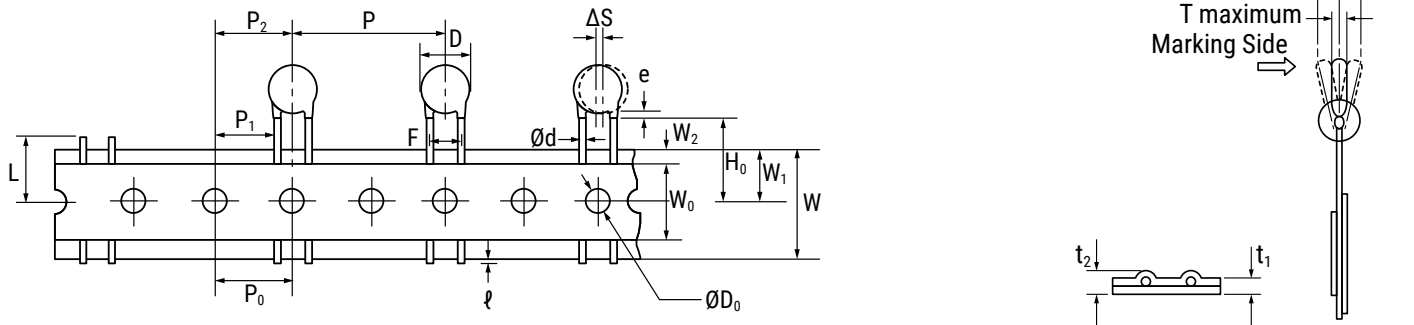 P₂
P
ΔS
D
e
P₁
F
Ød
W₂
L
H₀
W₁
W₀
W
P₀
ℓ
ØD₀
T maximum
Marking Side
t₂
t₁